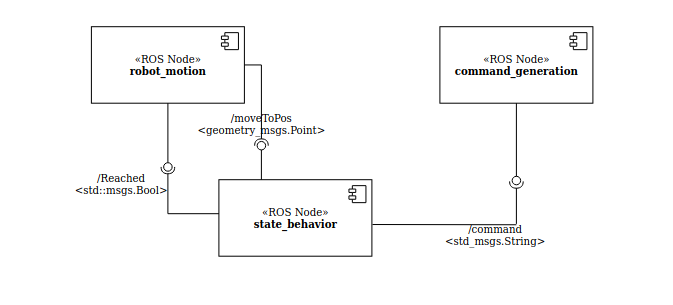 «ROS Node»
robot_motion
«ROS Node»
command_generation
/moveToPos
<geometry_msgs.Point>
/Reached
<std::msgs.Bool>
«ROS Node»
state_behavior
/command
<std_msgs.String>